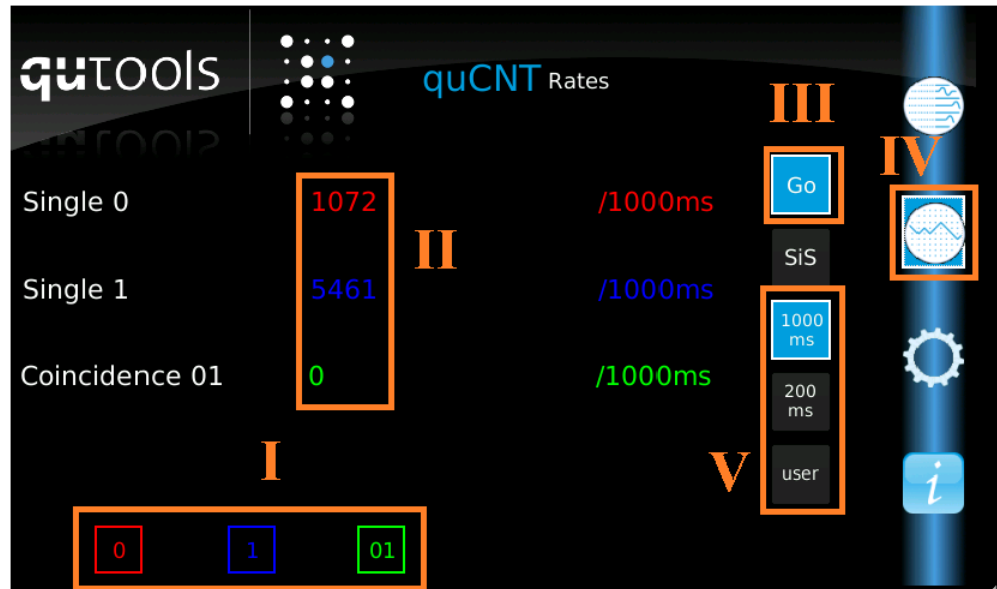 qutools
quCNT Rates
III
IV
Go
Single 0 1072 /1000ms
II
SiS
Single 1 5461 /1000ms
1000
ms
Coincidence 01 0 /1000ms
200
ms
I
V
user
i
0 1 01